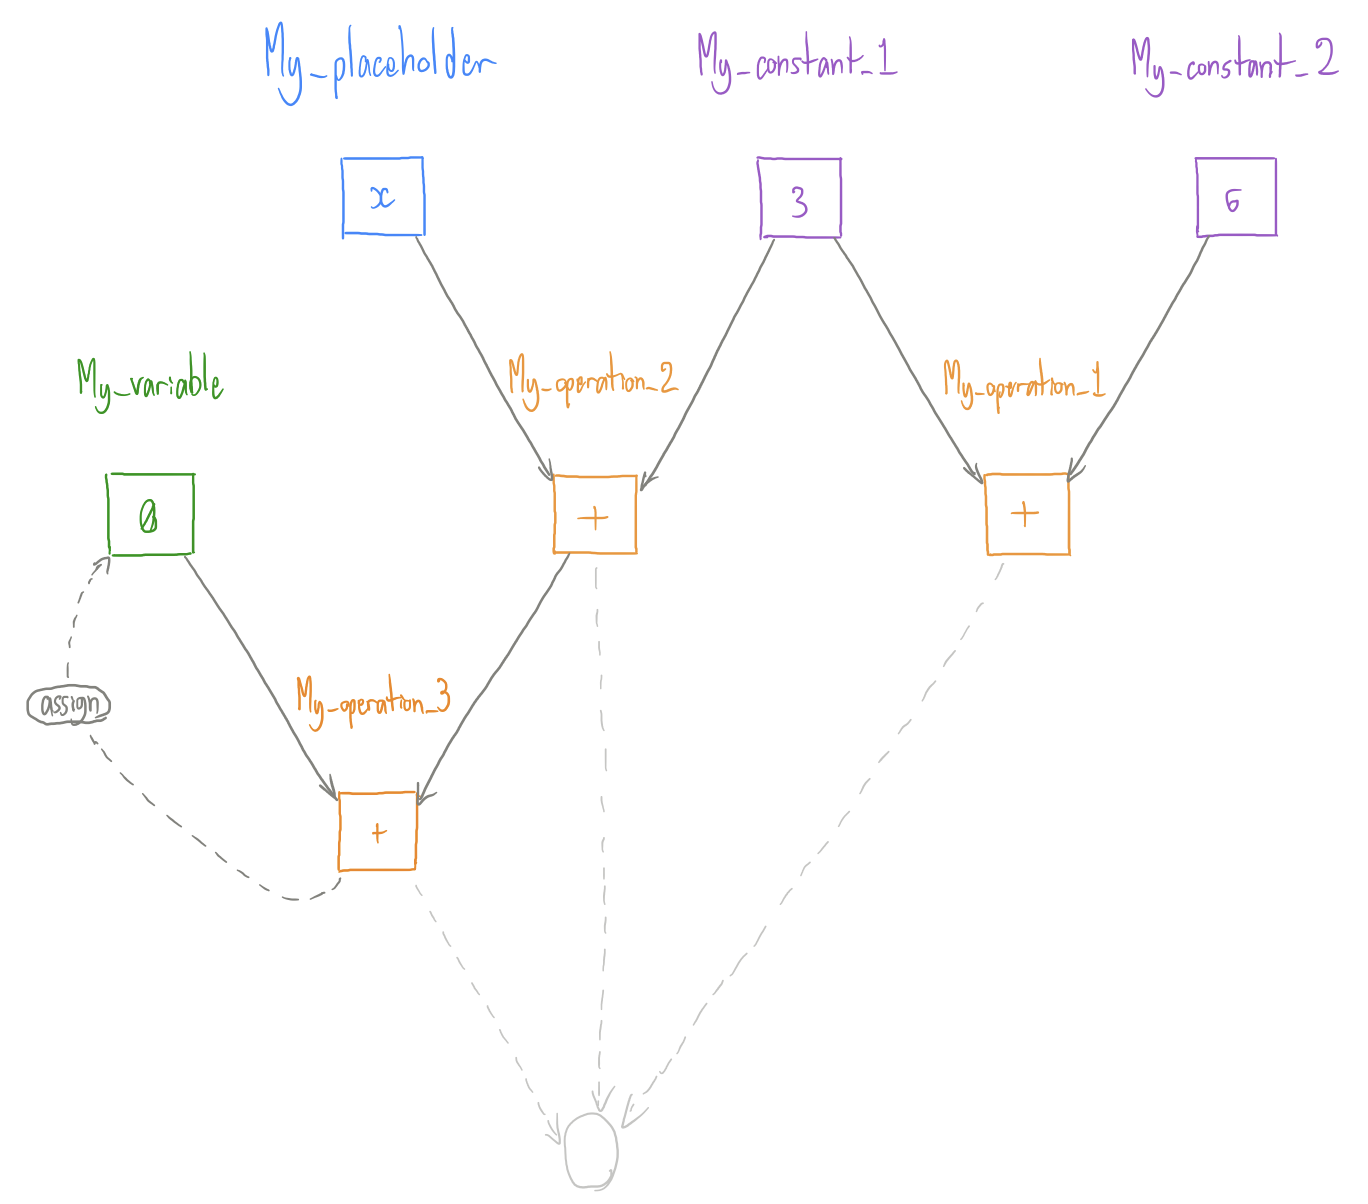 My_placeholder
My_constant_1
My_constant_2
x
3
6
My_variable
My_operation_2
My_operation_1
0
+
+
My_operation_3
assign
+